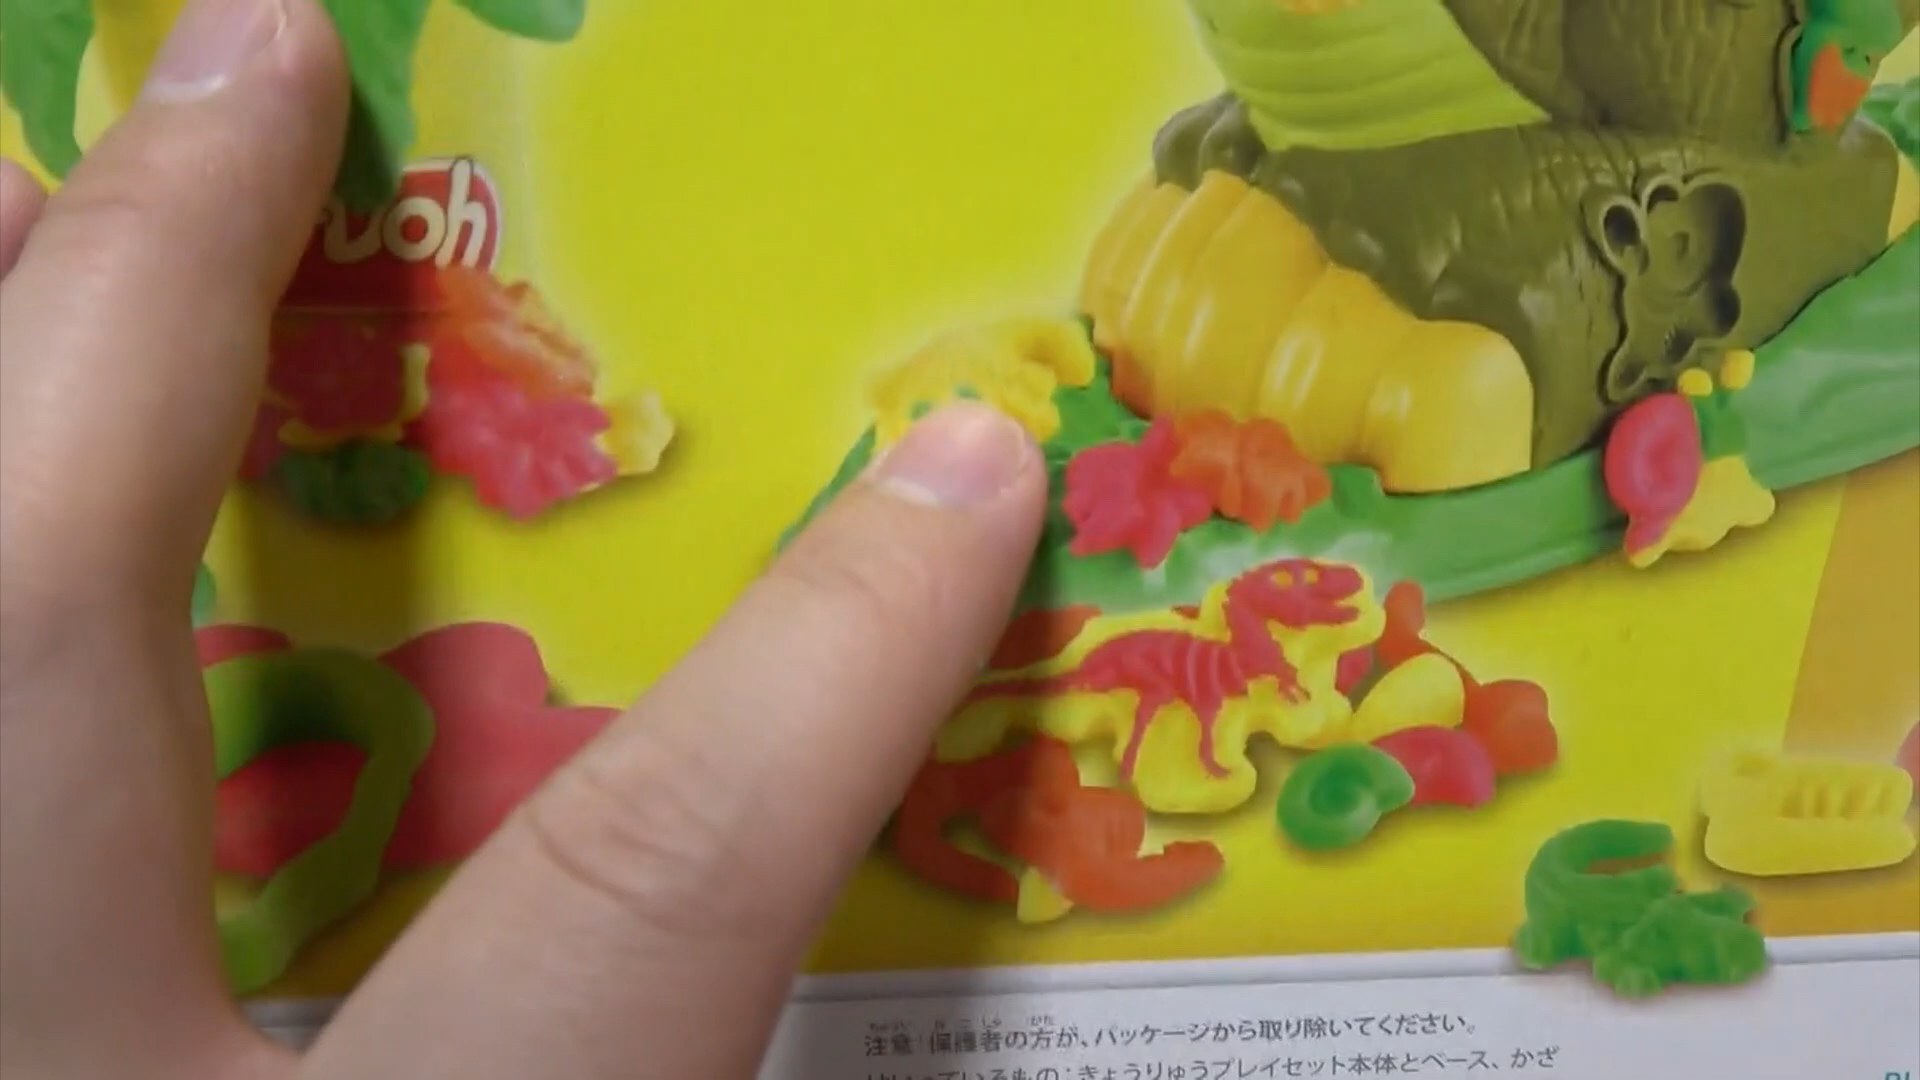 Doh
注意：保護者の方が、パッケージから取り除いてください。
はいっているもの：きょうりゅうプレイセット本体とベース、かざ